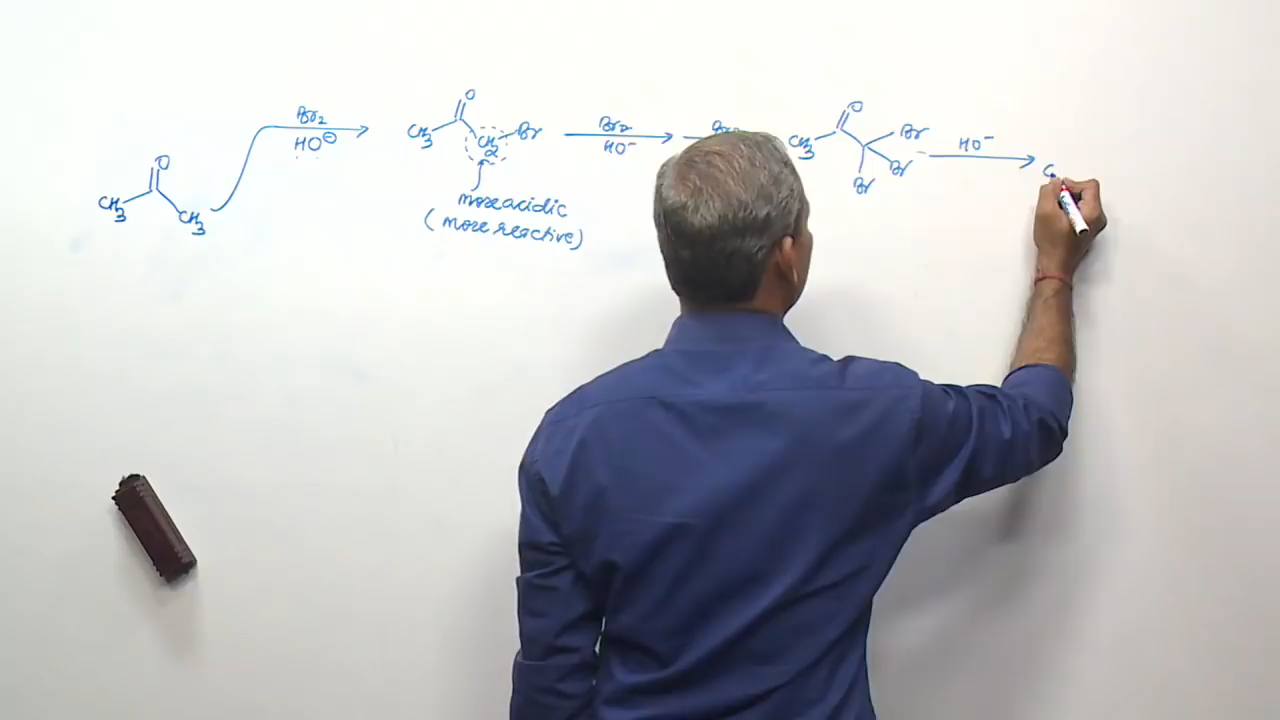 CH3 O CH3
Br2
HO⊖
CH3 O CH2 Br
more acidic
(more reactive)
Br2
HO-
CH3 O Br Br Br
HO-
C